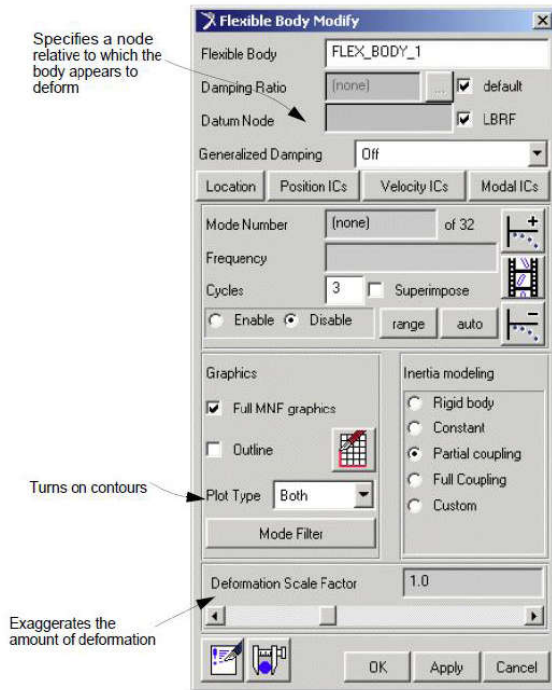 Flexible Body Modify
Specifies a node
relative to which the
body appears to
deform
Flexible Body FLEX_BODY_1
Damping Ratio (none) ... default
Datum Node LBRF
Generalized Damping Off
Location Position ICs Velocity ICs Modal ICs
Mode Number (none) of 32
Frequency
Cycles 3 Superimpose
Enable Disable range auto
Graphics
Full MNF graphics
Outline
Turns on contours
Plot Type Both
Mode Filter
Inertia modeling
Rigid body
Constant
Partial coupling
Full Coupling
Custom
Deformation Scale Factor 1.0
Exaggerates the
amount of deformation
OK Apply Cancel